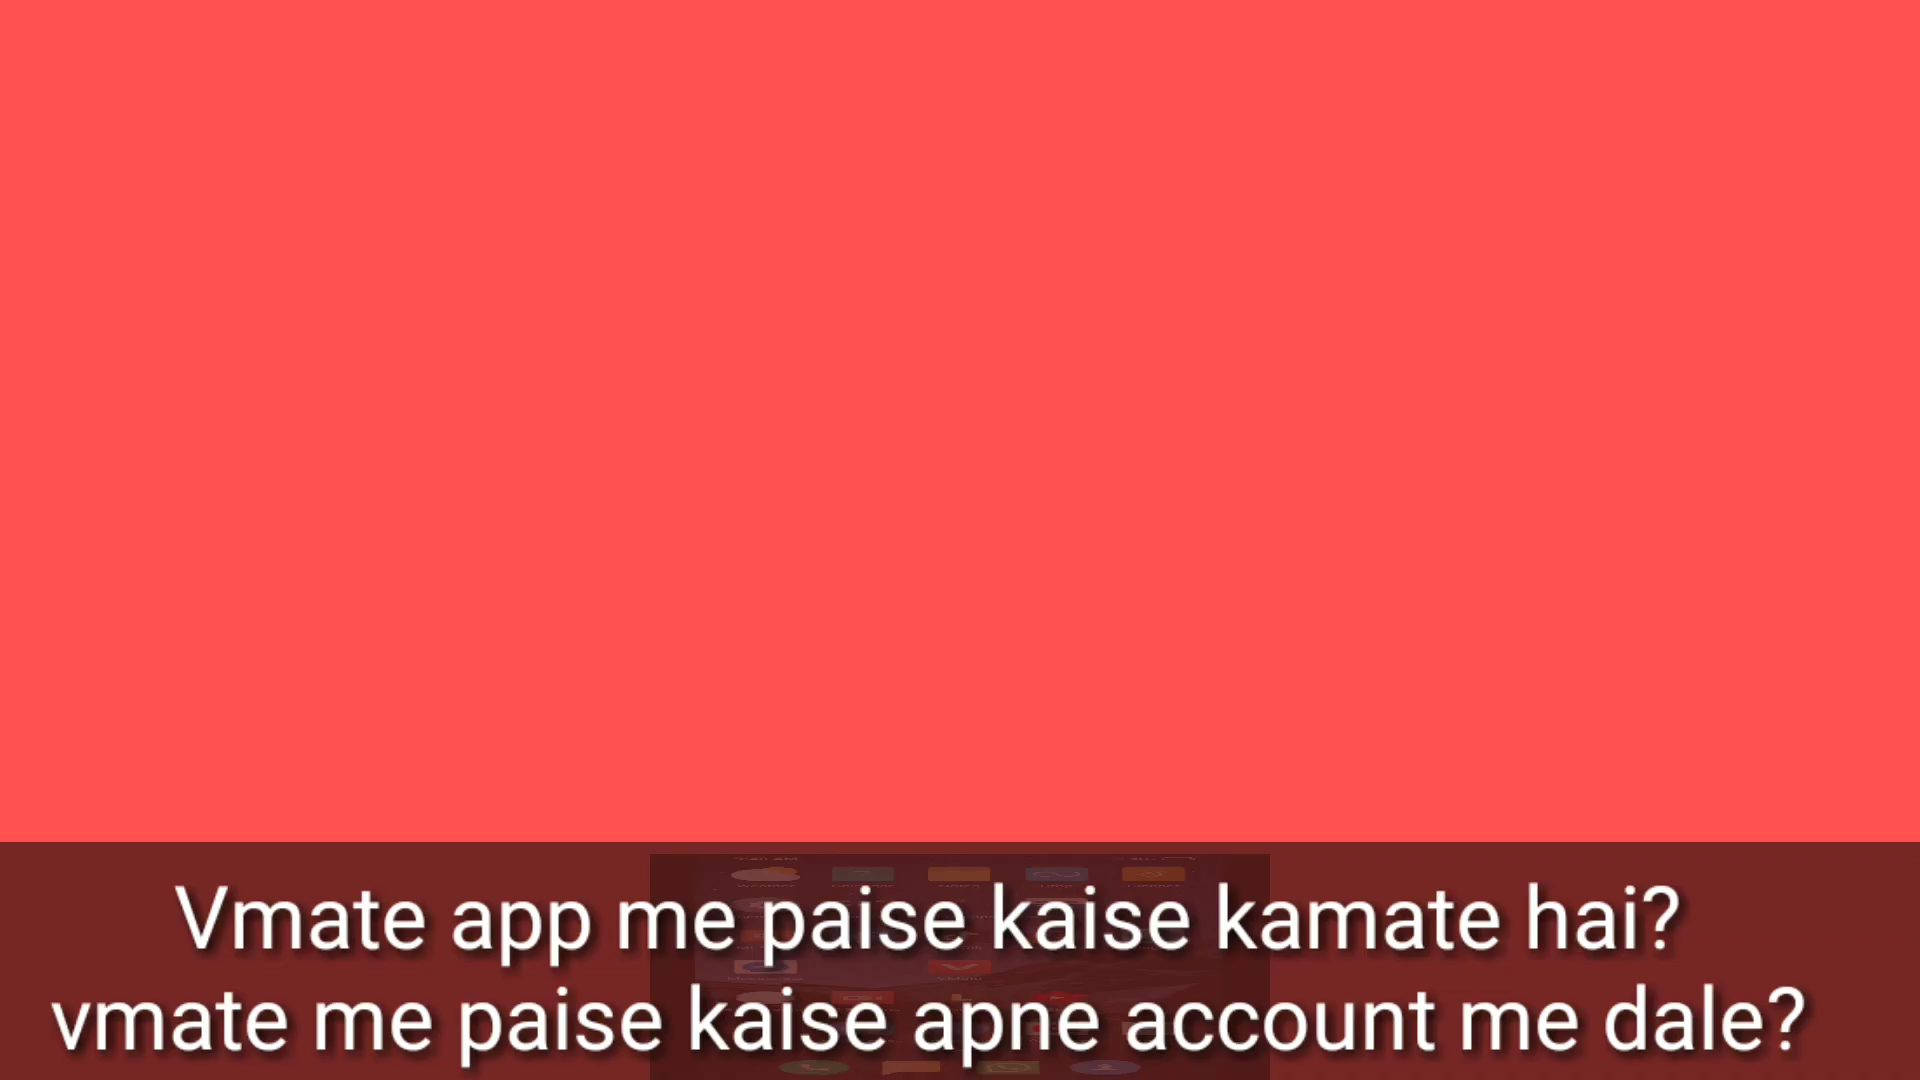 Vmate app me paise kaise kamate hai?
vmate me paise kaise apne account me dale?